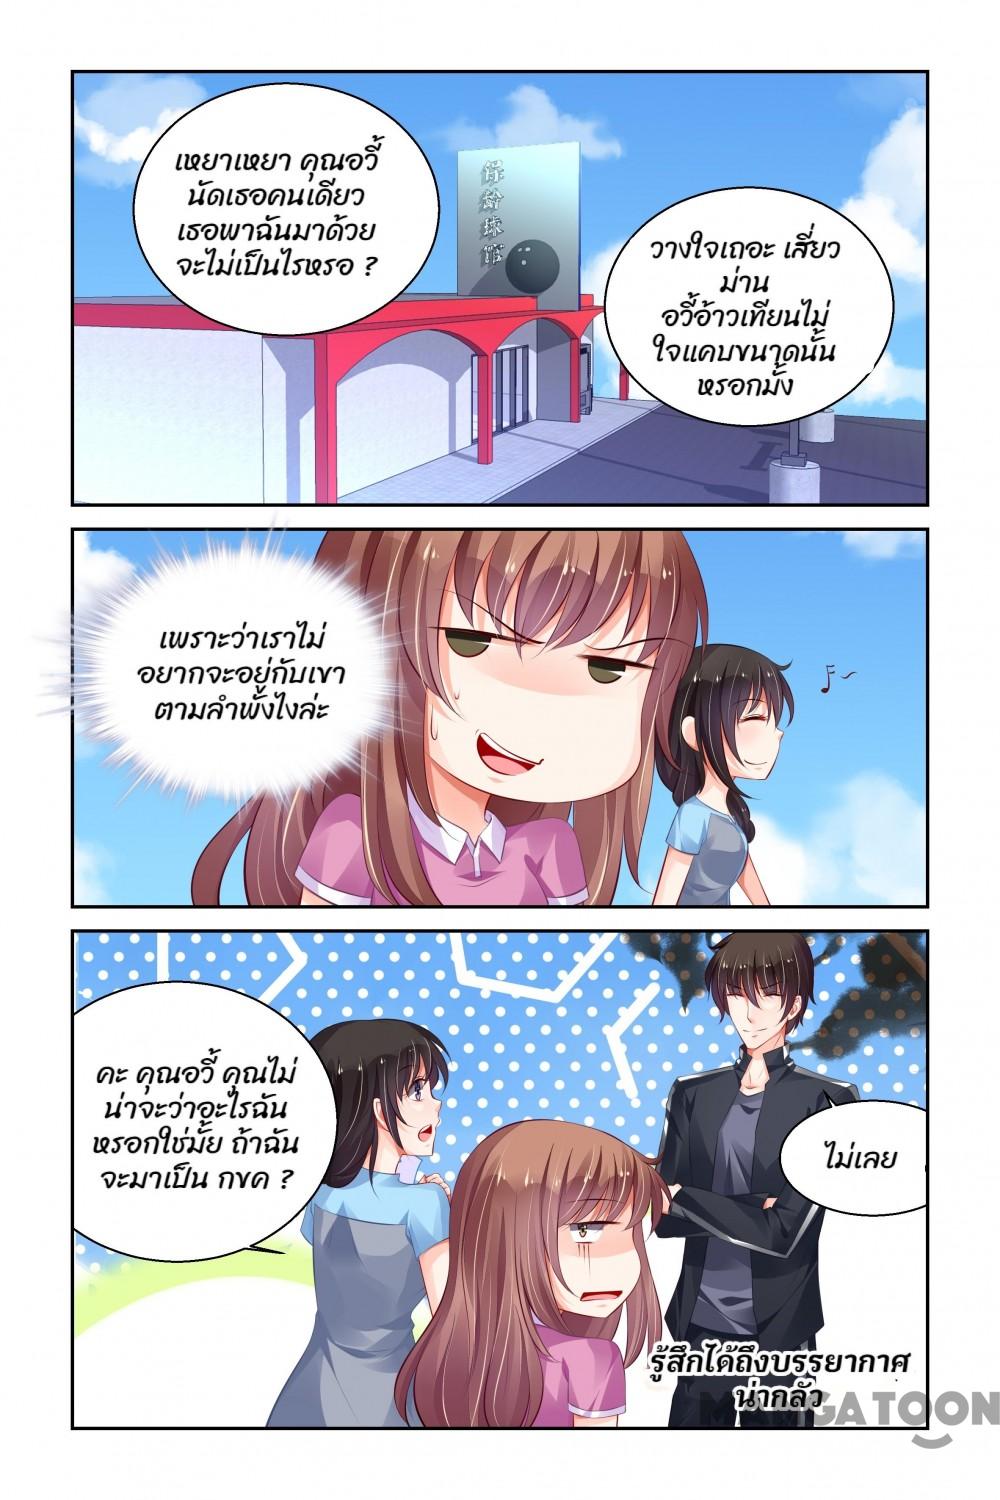 เหยาเหยา คุณอวี้
นัดเธอคนเดียว
เธอพาฉันมาด้วย
จะไม่เป็นไรหรอ ?
保龄球馆
วางใจเถอะ เสี่ยว
ม่าน
อวี้อ้าวเทียนไม่
ใจแคบขนาดนั้น
หรอกมั้ง
เพราะว่าเราไม่
อยากจะอยู่กับเขา
ตามลำพังไงล่ะ
คะ คุณอวี้ คุณไม่
น่าจะว่าอะไรฉัน
หรอกใช่มั้ย ถ้าฉัน
จะมาเป็น กขค ?
ไม่เลย
รู้สึกได้ถึงบรรยากาศ
น่ากลัว
MANGATOON